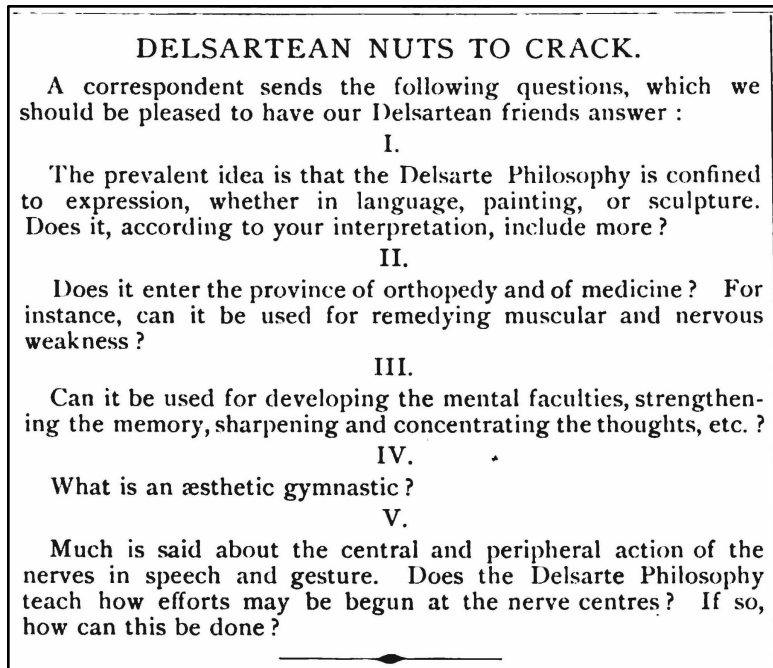 DELSARTEAN NUTS TO CRACK.
A correspondent sends the following questions, which we
should be pleased to have our Delsartean friends answer :
I.
The prevalent idea is that the Delsarte Philosophy is confined
to expression, whether in language, painting, or sculpture.
Does it, according to your interpretation, include more ?
II.
Does it enter the province of orthopedy and of medicine ? For
instance, can it be used for remedying muscular and nervous
weakness ?
III.
Can it be used for developing the mental faculties, strengthen-
ing the memory, sharpening and concentrating the thoughts, etc. ?
IV.
What is an æsthetic gymnastic ?
V.
Much is said about the central and peripheral action of the
nerves in speech and gesture. Does the Delsarte Philosophy
teach how efforts may be begun at the nerve centres ? If so,
how can this be done ?